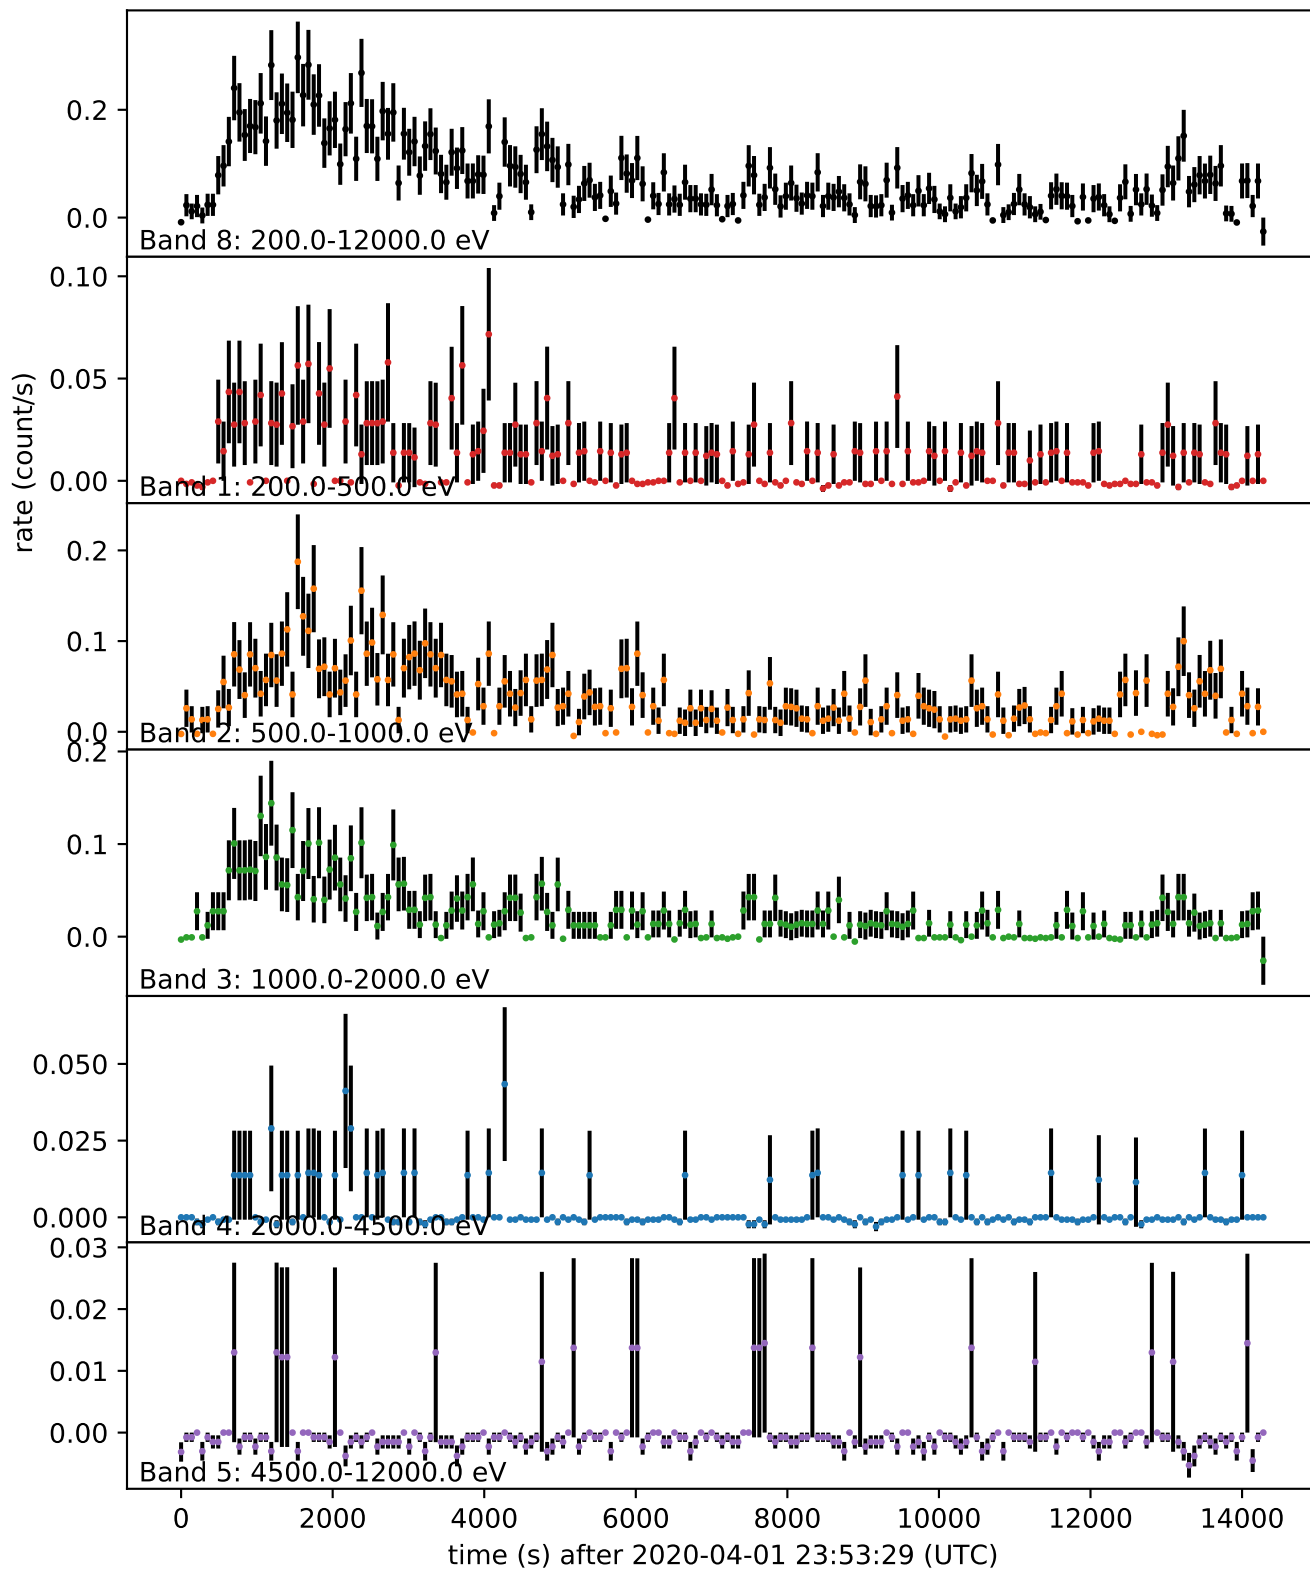 0.2
0.0
Band 8: 200.0-12000.0 eV
0.10
0.05
0.00
Band 1: 200.0-500.0 eV
rate (count/s)
0.2
0.1
0.0
Band 2: 500.0-1000.0 eV
0.2
0.1
0.0
Band 3: 1000.0-2000.0 eV
0.050
0.025
0.000
Band 4: 2000.0-4500.0 eV
0.03
0.02
0.01
0.00
Band 5: 4500.0-12000.0 eV
0 2000 4000 6000 8000 10000 12000 14000
time (s) after 2020-04-01 23:53:29 (UTC)